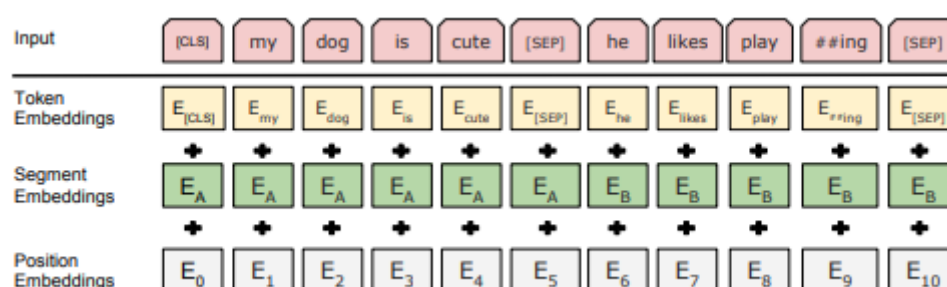 Input [CLS] my dog is cute [SEP] he likes play ##ing [SEP]
Token
Embeddings E[CLS] Emy Edog Eis Ecute E[SEP] Ehe Elikes Eplay E##ing E[SEP]
+ + + + + + + + + + +
Segment
Embeddings EA EA EA EA EA EA EB EB EB EB EB
+ + + + + + + + + + +
Position
Embeddings E0 E1 E2 E3 E4 E5 E6 E7 E8 E9 E10